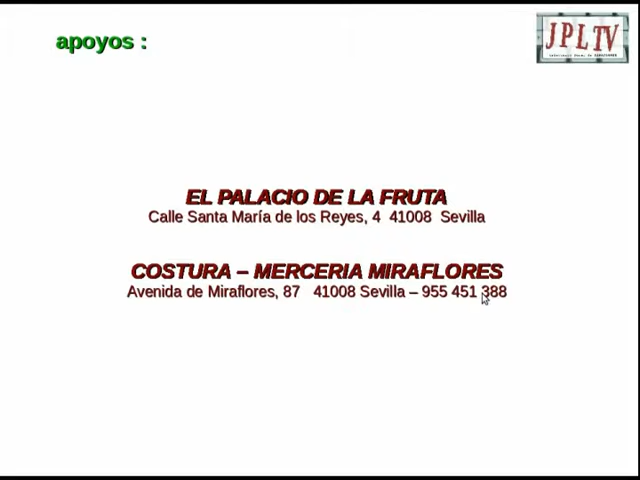 apoyos :
JPLTV
EL PALACIO DE LA FRUTA
Calle Santa María de los Reyes, 4 41008 Sevilla
COSTURA – MERCERIA MIRAFLORES
Avenida de Miraflores, 87 41008 Sevilla – 955 451 388